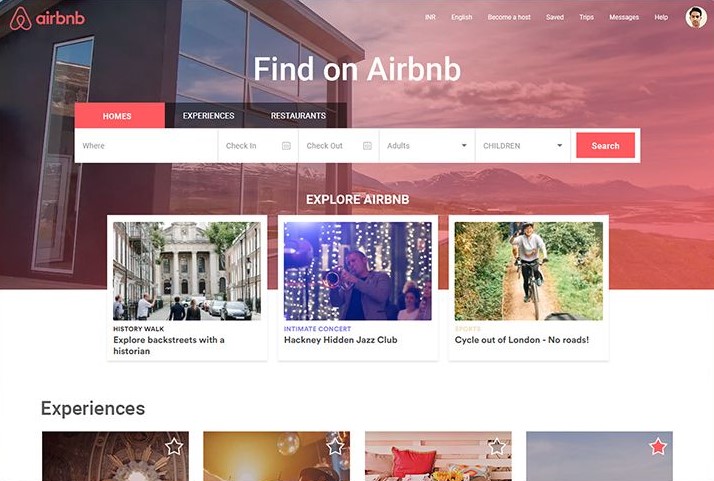 airbnb
INR English Become a host Saved Trips Messages Help
Find on Airbnb
HOMES EXPERIENCES RESTAURANTS
Where Check In Check Out Adults CHILDREN Search
EXPLORE AIRBNB
HISTORY WALK
Explore backstreets with a
historian
INTIMATE CONCERT
Hackney Hidden Jazz Club
SPORTS
Cycle out of London - No roads!
Experiences